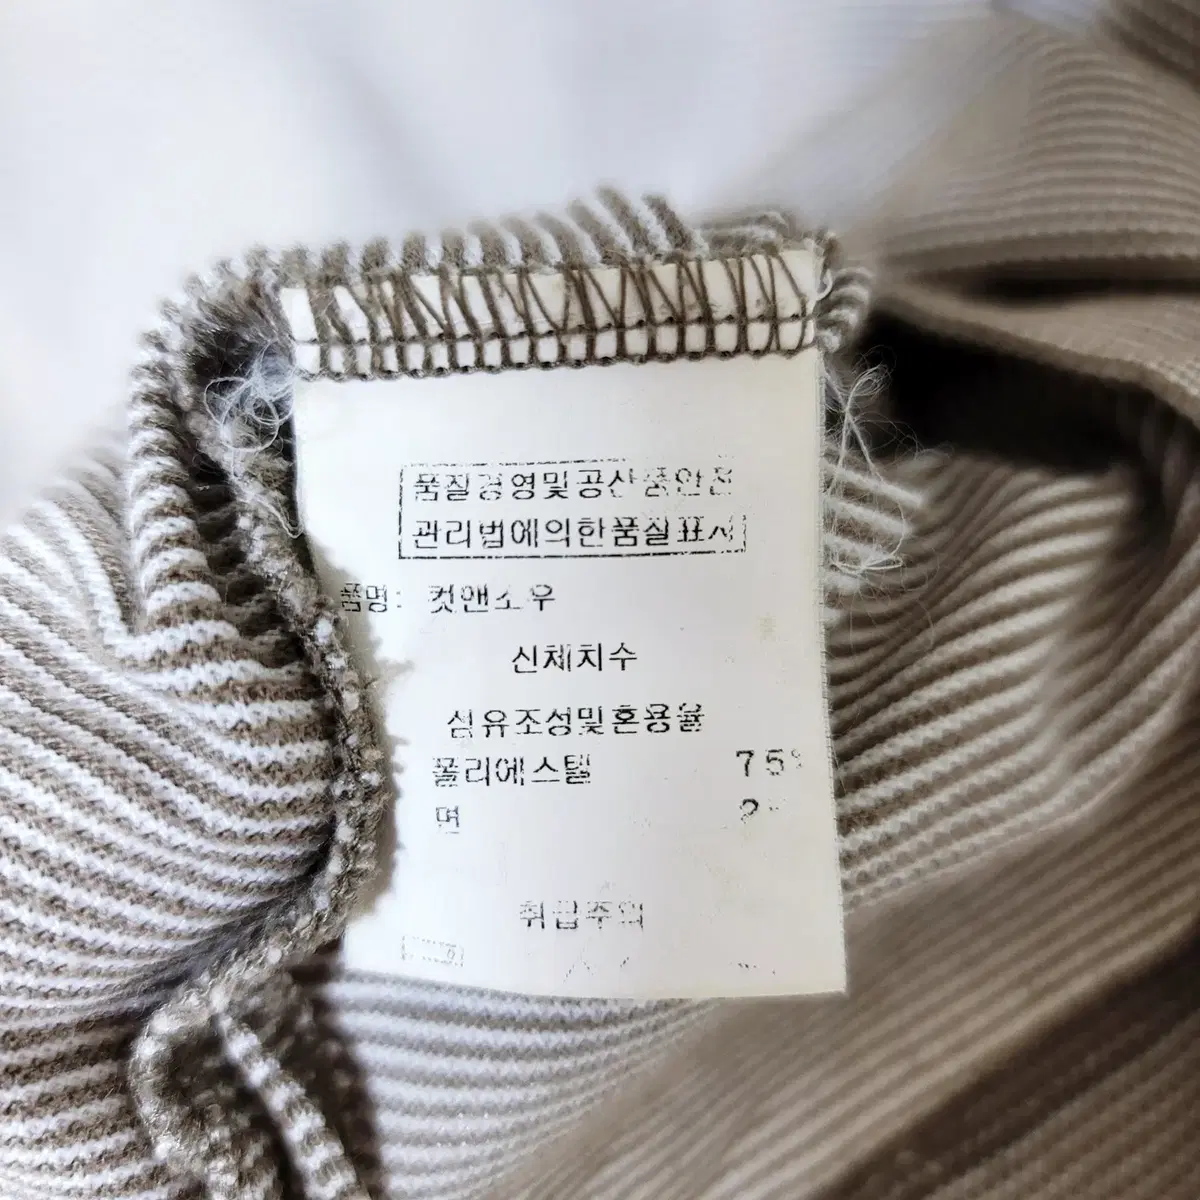 품질경영및공산품안전
관리법에의한품질표시
품명: 컷앤소우
신체치수
섬유조성및혼용율
폴리에스텔 75%
면
취급주의